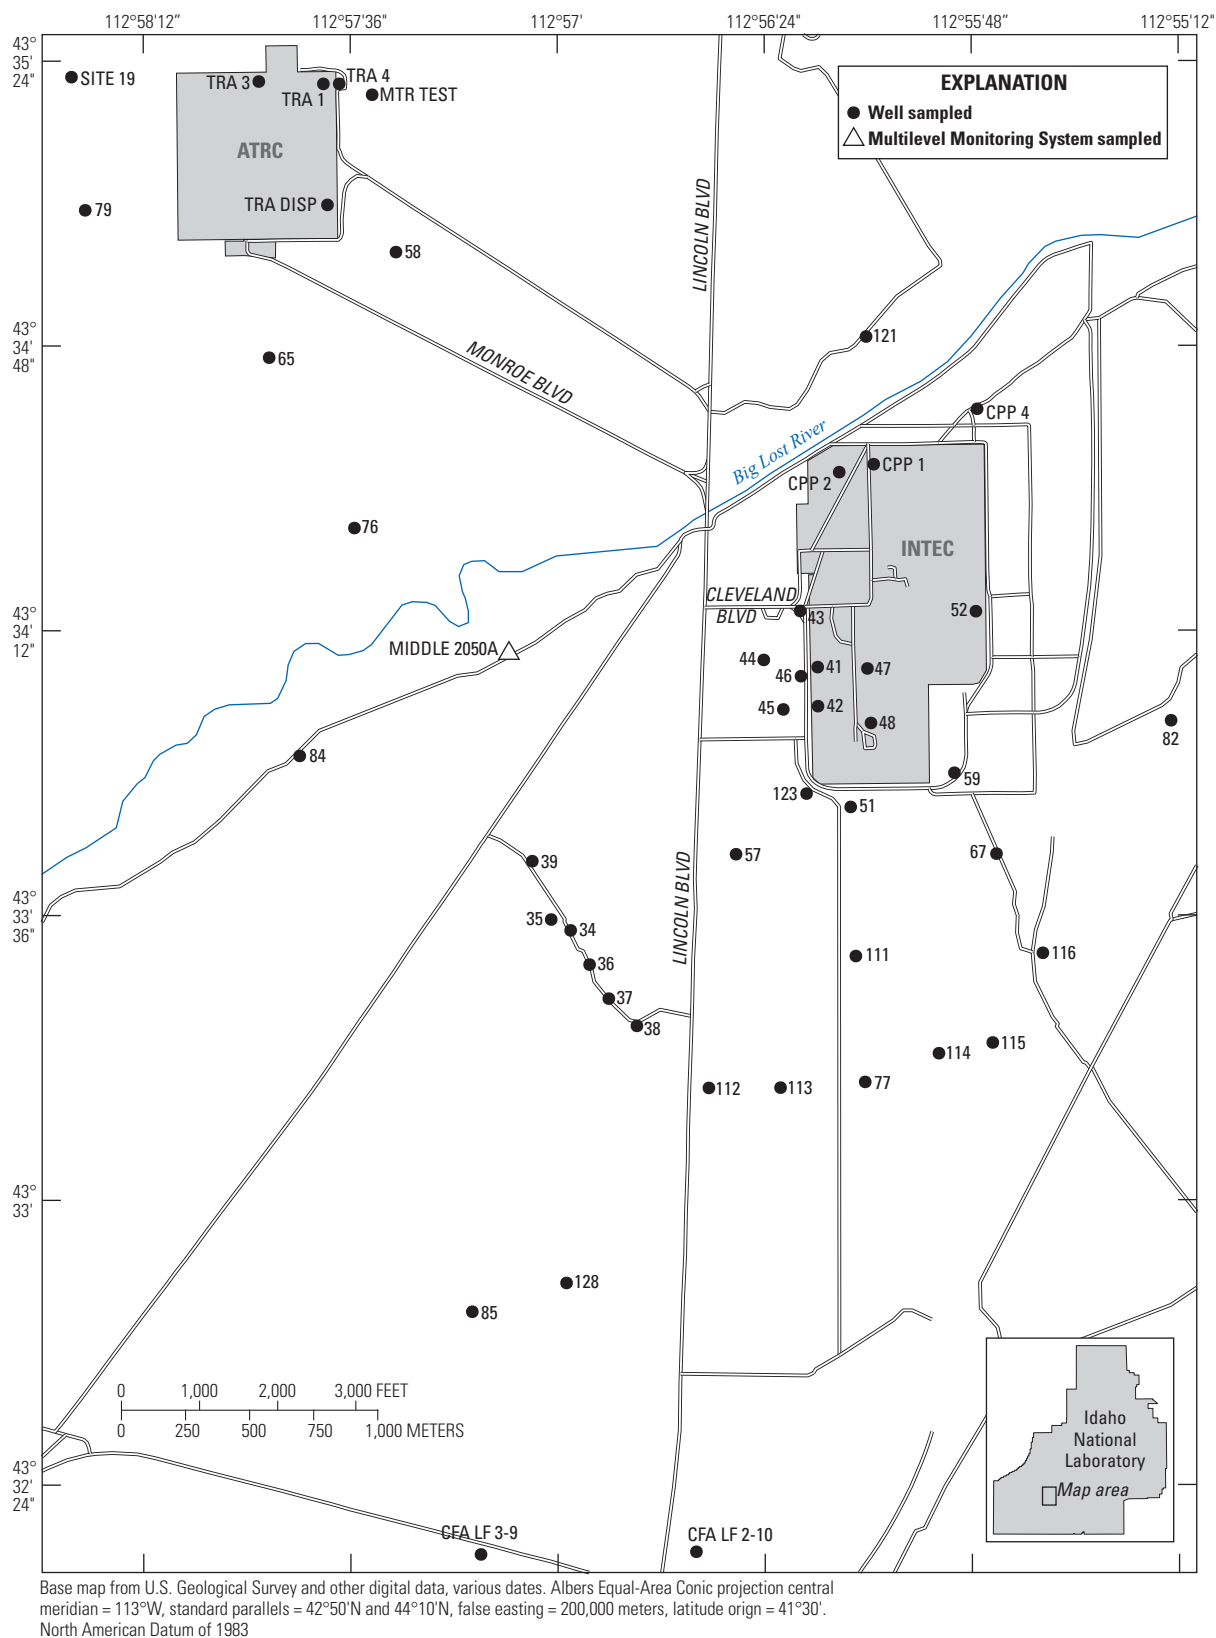 112°58'12" 112°57'36" 112°57' 112°56'24" 112°55'48" 112°55'12"
43°
35'
24"
SITE 19
TRA 3
TRA 1
TRA 4
MTR TEST
EXPLANATION
Well sampled
Multilevel Monitoring System sampled
ATRC
79
TRA DISP
58
LINCOLN BLVD
43°
34'
48"
65
MONROE BLVD
121
CPP 4
Big Lost River
CPP 1
CPP 2
76
INTEC
43°
34'
12"
CLEVELAND
BLVD
43
52
MIDDLE 2050A
44
46
41
47
45
42
48
82
84
59
123
51
39
57
67
LINCOLN BLVD
43°
33'
36"
35
34
36
111
116
37
38
114
115
112
113
77
43°
33'
128
85
0 1,000 2,000 3,000 FEET
0 250 500 750 1,000 METERS
Idaho
National
Laboratory
Map area
43°
32'
24"
CFA LF 3-9
CFA LF 2-10
Base map from U.S. Geological Survey and other digital data, various dates. Albers Equal-Area Conic projection central
meridian = 113°W, standard parallels = 42°50'N and 44°10'N, false easting = 200,000 meters, latitude orign = 41°30'.
North American Datum of 1983